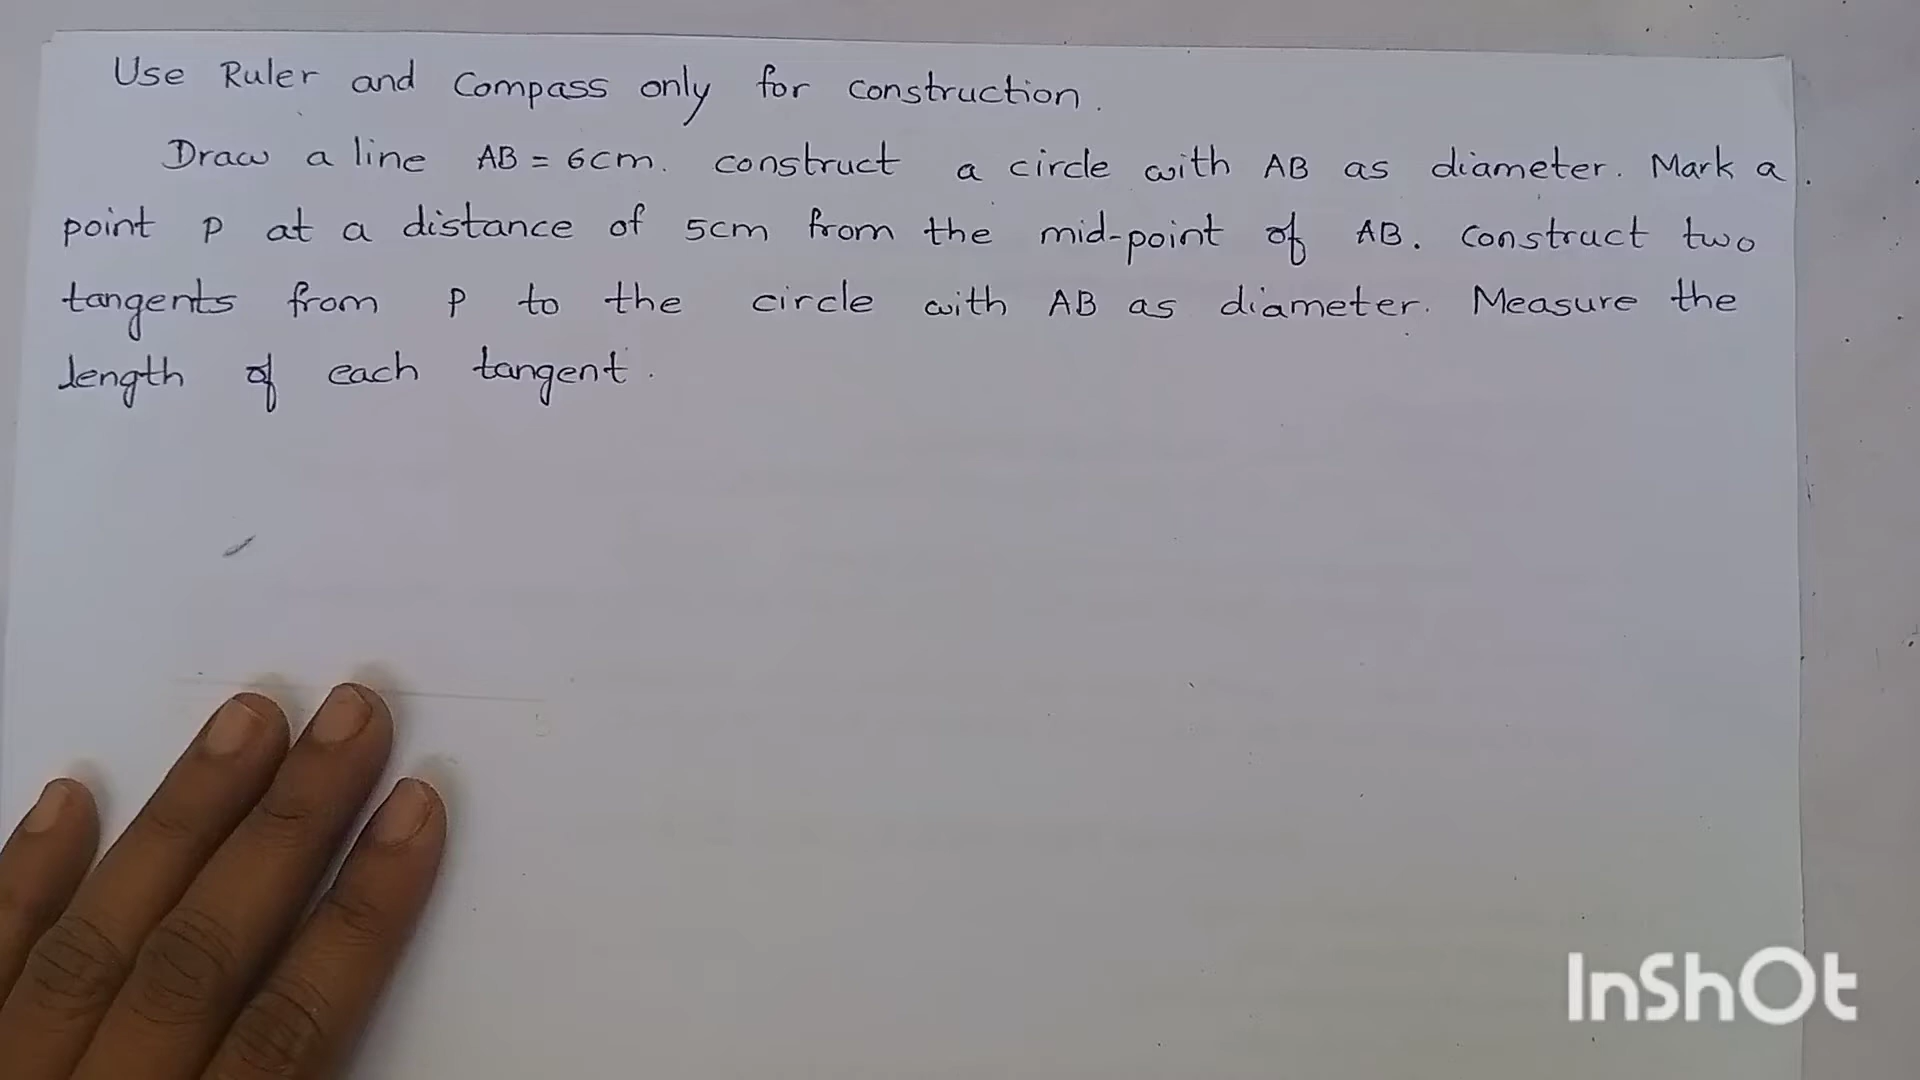 Use Ruler and Compass only for construction.
Draw a line AB = 6cm. construct a circle with AB as diameter. Mark a
point P at a distance of 5cm from the mid-point of AB. Construct two
tangents from P to the circle with AB as diameter. Measure the
length of each tangent.
InShOt